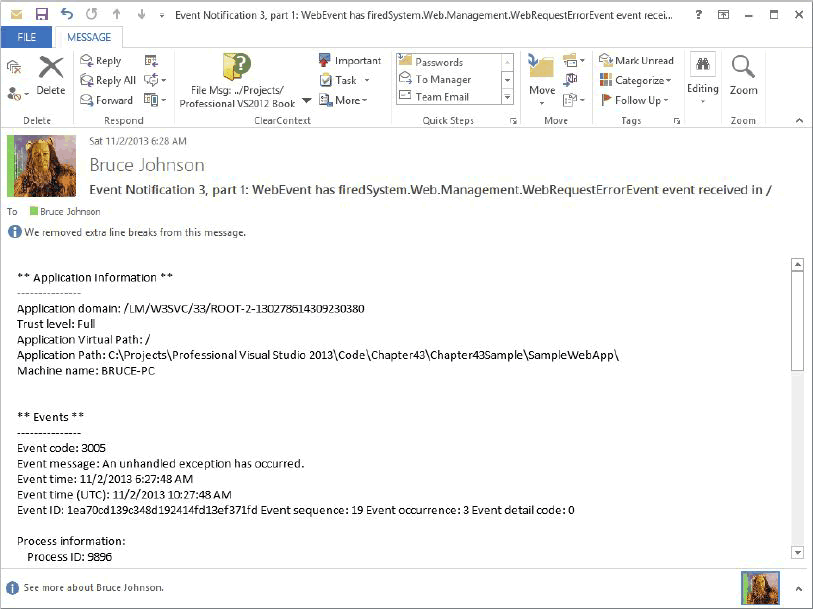 Event Notification 3, part 1: WebEvent has firedSystem.Web.Management.WebRequestErrorEvent event recei...
FILE MESSAGE
Delete
Reply
Reply All
Forward
File Msg: ../Projects/
Professional VS2012 Book
Important
Task
More
Passwords
To Manager
Team Email
Move
Mark Unread
Categorize
Follow Up
Editing
Zoom
Delete Respond ClearContext Quick Steps Move Tags Zoom
Sat 11/2/2013 6:28 AM
Bruce Johnson
Event Notification 3, part 1: WebEvent has firedSystem.Web.Management.WebRequestErrorEvent event received in /
To Bruce Johnson
We removed extra line breaks from this message.
** Application Information **
---------------
Application domain: /LM/W3SVC/33/ROOT-2-130278614309230380
Trust level: Full
Application Virtual Path: /
Application Path: C:\Projects\Professional Visual Studio 2013\Code\Chapter43\Chapter43Sample\SampleWebApp\
Machine name: BRUCE-PC
** Events **
---------------
Event code: 3005
Event message: An unhandled exception has occurred.
Event time: 11/2/2013 6:27:48 AM
Event time (UTC): 11/2/2013 10:27:48 AM
Event ID: 1ea70cd139c348d192414fd13ef371fd Event sequence: 19 Event occurrence: 3 Event detail code: 0
Process information:
Process ID: 9896
See more about Bruce Johnson.